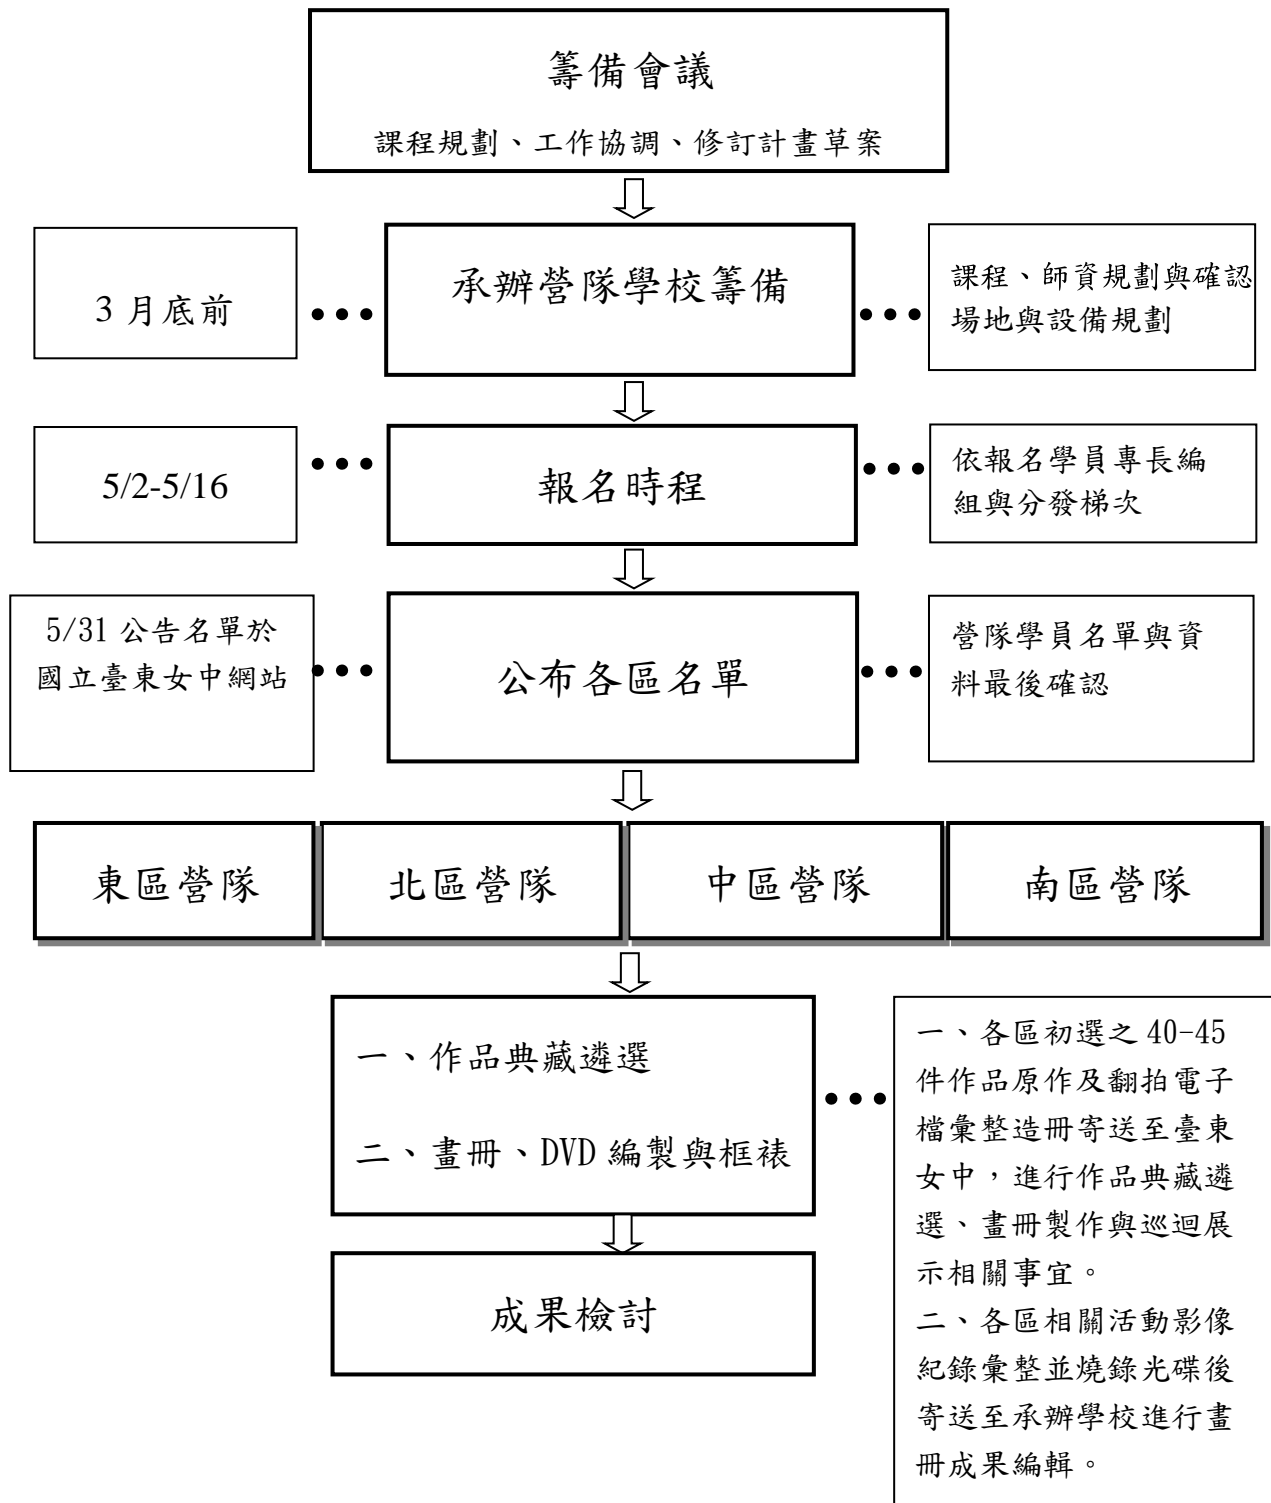 籌備會議
課程規劃、工作協調、修訂計畫草案
3 月底前
承辦營隊學校籌備
課程、師資規劃與確認
場地與設備規劃
5/2-5/16
報名時程
依報名學員專長編
組與分發梯次
5/31 公告名單於
國立臺東女中網站
公布各區名單
營隊學員名單與資
料最後確認
東區營隊
北區營隊
中區營隊
南區營隊
一、作品典藏遴選
二、畫冊、DVD 編製與框裱
一、各區初選之 40-45
件作品原作及翻拍電子
檔彙整造冊寄送至臺東
女中，進行作品典藏遴
選、畫冊製作與巡迴展
示相關事宜。
二、各區相關活動影像
紀錄彙整並燒錄光碟後
寄送至承辦學校進行畫
冊成果編輯。
成果檢討